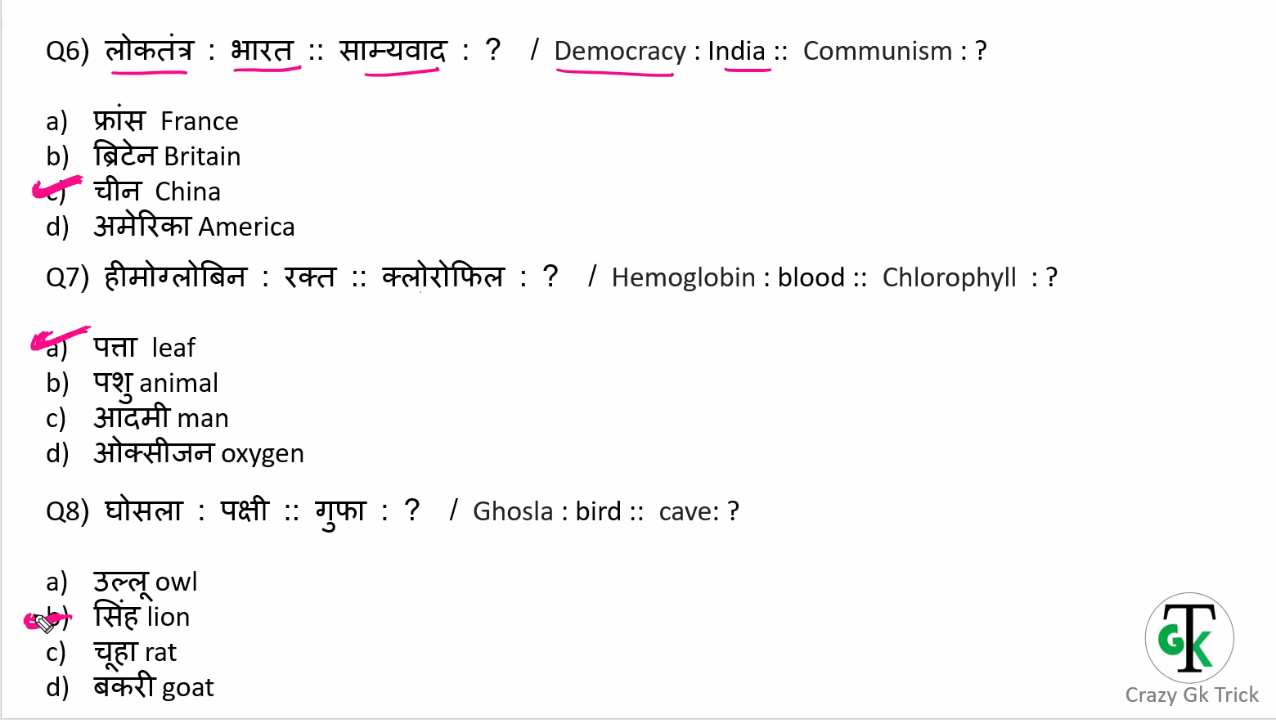 Q6) लोकतंत्र : भारत :: साम्यवाद : ? / Democracy : India :: Communism : ?
a) फ्रांस France
b) ब्रिटेन Britain
c) चीन China
d) अमेरिका America
Q7) हीमोग्लोबिन : रक्त :: क्लोरोफिल : ? / Hemoglobin : blood :: Chlorophyll : ?
a) पत्ता leaf
b) पशु animal
c) आदमी man
d) ओक्सीजन oxygen
Q8) घोसला : पक्षी :: गुफा : ? / Ghosla : bird :: cave: ?
a) उल्लू owl
b) सिंह lion
c) चूहा rat
d) बकरी goat
GTK
Crazy Gk Trick